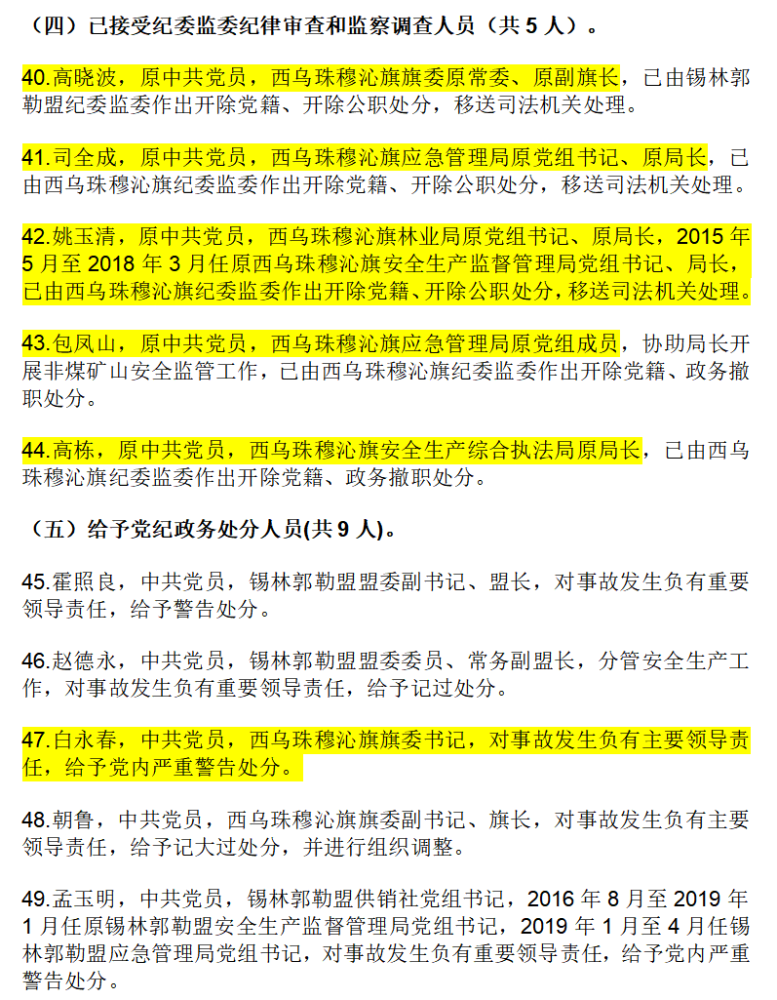 （四）已接受纪委监委纪律审查和监察调查人员（共 5 人）。
40.高晓波，原中共党员，西乌珠穆沁旗旗委原常委、原副旗长，已由锡林郭
勒盟纪委监委作出开除党籍、开除公职处分，移送司法机关处理。
41.司全成，原中共党员，西乌珠穆沁旗应急管理局原党组书记、原局长，已
由西乌珠穆沁旗纪委监委作出开除党籍、开除公职处分，移送司法机关处理。
42.姚玉清，原中共党员，西乌珠穆沁旗林业局原党组书记、原局长，2015 年
5 月至 2018 年 3 月任原西乌珠穆沁旗安全生产监督管理局党组书记、局长，
已由西乌珠穆沁旗纪委监委作出开除党籍、开除公职处分，移送司法机关处理。
43.包凤山，原中共党员，西乌珠穆沁旗应急管理局原党组成员，协助局长开
展非煤矿山安全监管工作，已由西乌珠穆沁旗纪委监委作出开除党籍、政务撤
职处分。
44.高栋，原中共党员，西乌珠穆沁旗安全生产综合执法局原局长，已由西乌
珠穆沁旗纪委监委作出开除党籍、政务撤职处分。
（五）给予党纪政务处分人员(共 9 人)。
45.霍照良，中共党员，锡林郭勒盟盟委副书记、盟长，对事故发生负有重要
领导责任，给予警告处分。
46.赵德永，中共党员，锡林郭勒盟盟委委员、常务副盟长，分管安全生产工
作，对事故发生负有重要领导责任，给予记过处分。
47.白永春，中共党员，西乌珠穆沁旗旗委书记，对事故发生负有主要领导责
任，给予党内严重警告处分。
48.朝鲁，中共党员，西乌珠穆沁旗旗委副书记、旗长，对事故发生负有主要
领导责任，给予记大过处分，并进行组织调整。
49.孟玉明，中共党员，锡林郭勒盟供销社党组书记，2016 年 8 月至 2019 年
1 月任原锡林郭勒盟安全生产监督管理局党组书记，2019 年 1 月至 4 月任锡
林郭勒盟应急管理局党组书记，对事故发生负有重要领导责任，给予党内严重
警告处分。